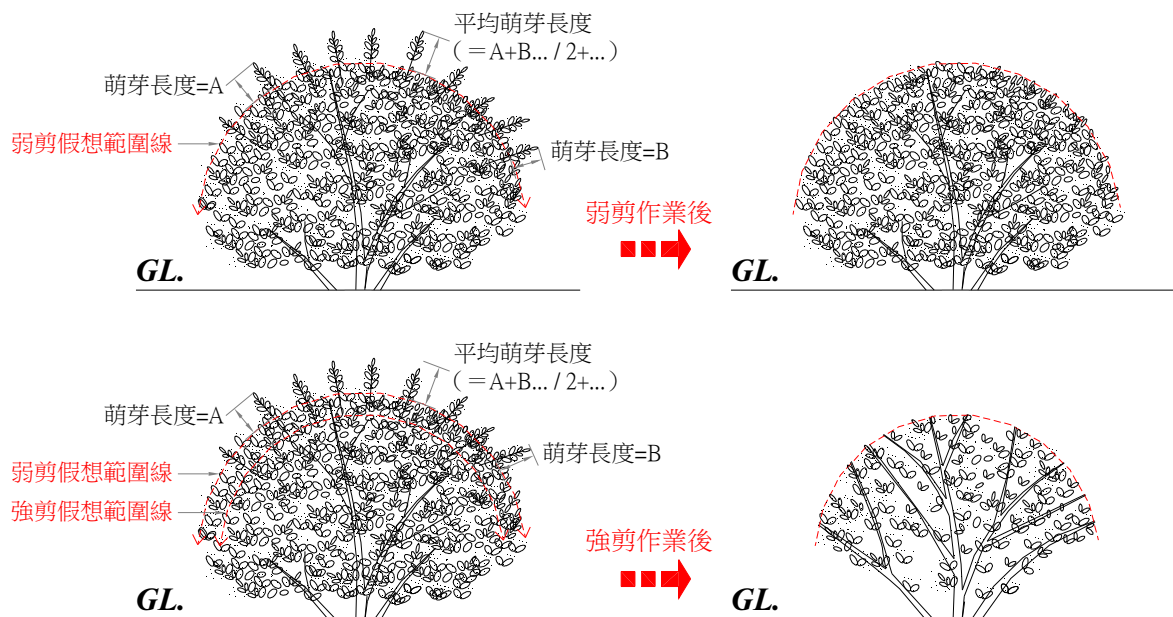 平均萌芽長度
（＝A+B... / 2+...）
萌芽長度=A
弱剪假想範圍線
萌芽長度=B
弱剪作業後
GL.
GL.
平均萌芽長度
（＝A+B... / 2+...）
萌芽長度=A
萌芽長度=B
弱剪假想範圍線
強剪假想範圍線
強剪作業後
GL.
GL.